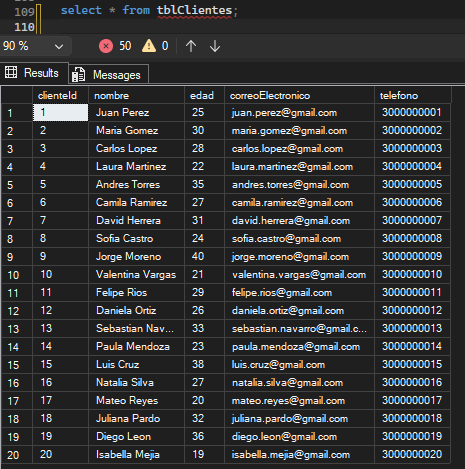 109 select * from tblClientes;
110
90 % 50 0
Results Messages
clienteId nombre edad correoElectronico telefono
1 1 Juan Perez 25 juan.perez@gmail.com 3000000001
2 2 Maria Gomez 30 maria.gomez@gmail.com 3000000002
3 3 Carlos Lopez 28 carlos.lopez@gmail.com 3000000003
4 4 Laura Martinez 22 laura.martinez@gmail.com 3000000004
5 5 Andres Torres 35 andres.torres@gmail.com 3000000005
6 6 Camila Ramirez 27 camila.ramirez@gmail.com 3000000006
7 7 David Herrera 31 david.herrera@gmail.com 3000000007
8 8 Sofia Castro 24 sofia.castro@gmail.com 3000000008
9 9 Jorge Moreno 40 jorge.moreno@gmail.com 3000000009
10 10 Valentina Vargas 21 valentina.vargas@gmail.com 3000000010
11 11 Felipe Rios 29 felipe.rios@gmail.com 3000000011
12 12 Daniela Ortiz 26 daniela.ortiz@gmail.com 3000000012
13 13 Sebastian Nav... 33 sebastian.navarro@gmail.c... 3000000013
14 14 Paula Mendoza 23 paula.mendoza@gmail.com 3000000014
15 15 Luis Cruz 38 luis.cruz@gmail.com 3000000015
16 16 Natalia Silva 27 natalia.silva@gmail.com 3000000016
17 17 Mateo Reyes 20 mateo.reyes@gmail.com 3000000017
18 18 Juliana Pardo 32 juliana.pardo@gmail.com 3000000018
19 19 Diego Leon 36 diego.leon@gmail.com 3000000019
20 20 Isabella Mejia 19 isabella.mejia@gmail.com 3000000020